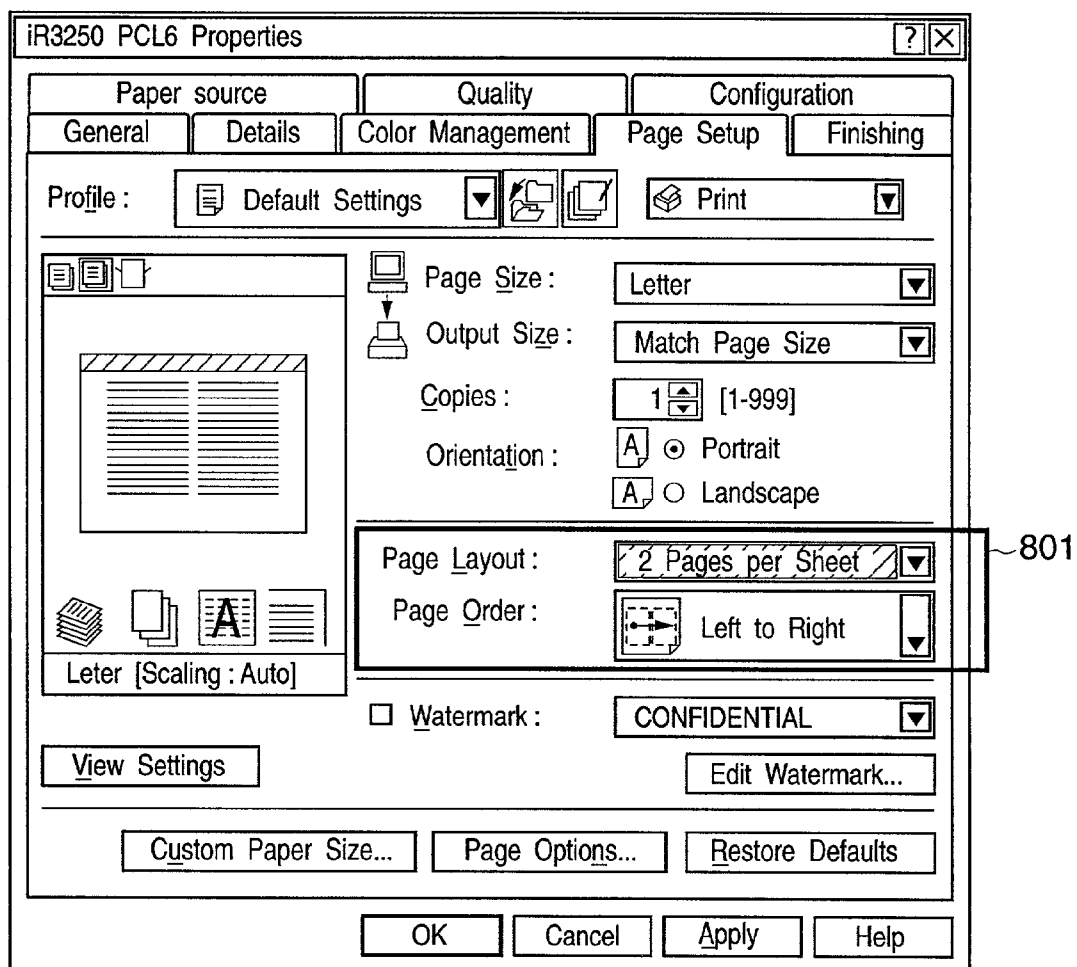 iR3250 PCL6 Properties ? X
Paper source Quality Configuration
General Details Color Management Page Setup Finishing
Profile : Default Settings Print
Page Size : Letter
Output Size : Match Page Size
Copies : 1 [1-999]
Orientation : A Portrait
A Landscape
Page Layout : 2 Pages per Sheet 801
Page Order : Left to Right
A
Leter [Scaling : Auto]
Watermark : CONFIDENTIAL
View Settings Edit Watermark...
Custom Paper Size... Page Options... Restore Defaults
OK Cancel Apply Help